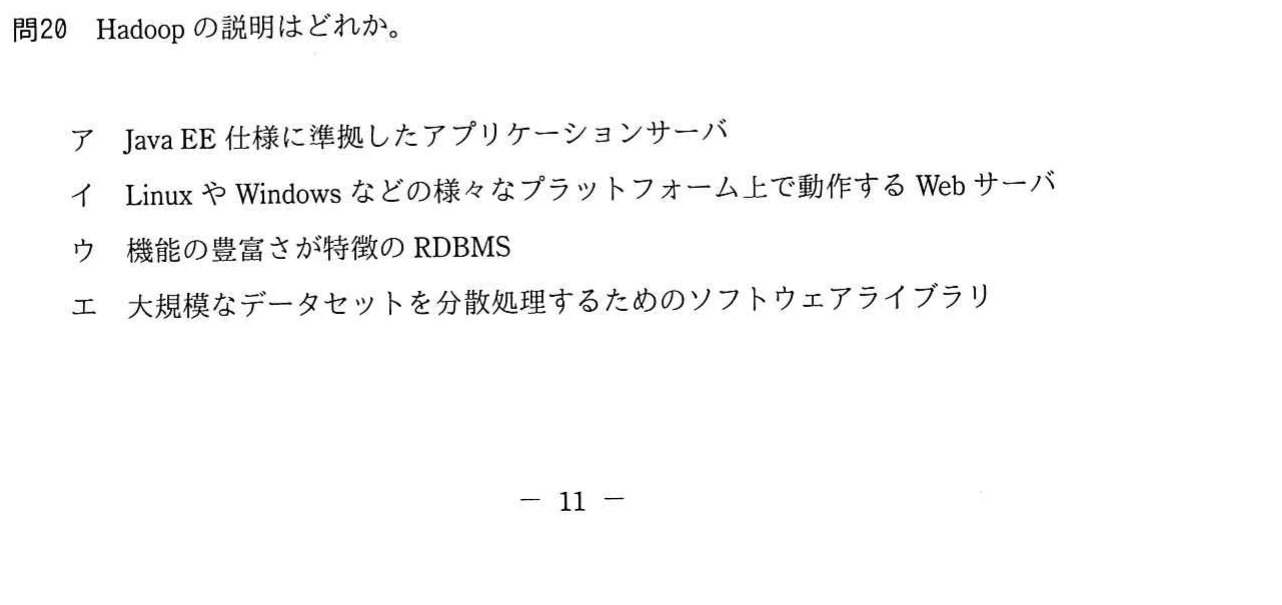 問20 Hadoop の説明はどれか。
ア Java EE 仕様に準拠したアプリケーションサーバ
イ Linux や Windows などの様々なプラットフォーム上で動作する Web サーバ
ウ 機能の豊富さが特徴の RDBMS
エ 大規模なデータセットを分散処理するためのソフトウェアライブラリ
― 11 ―